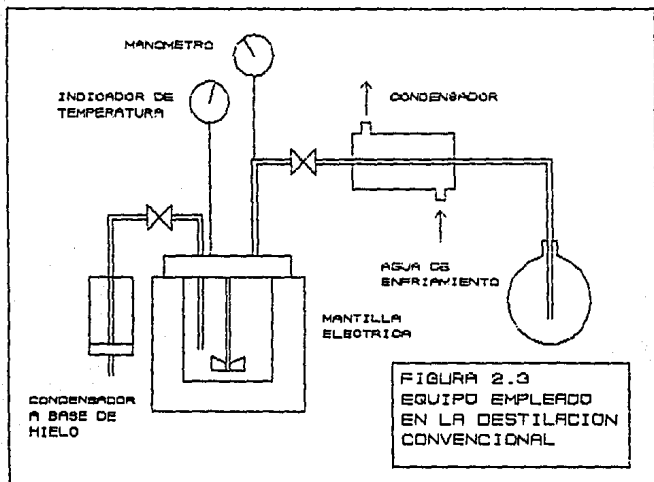 MANOMETRO
INDICADOR DE
TEMPERATURA
CONDENSADOR
AGUA DE
ENFRIAMIENTO
MANTILLA
ELECTRICA
CONDENSADOR
A BASE DE
HIELO
FIGURA 2.3
EQUIPO EMPLEADO
EN LA DESTILACION
CONVENCIONAL